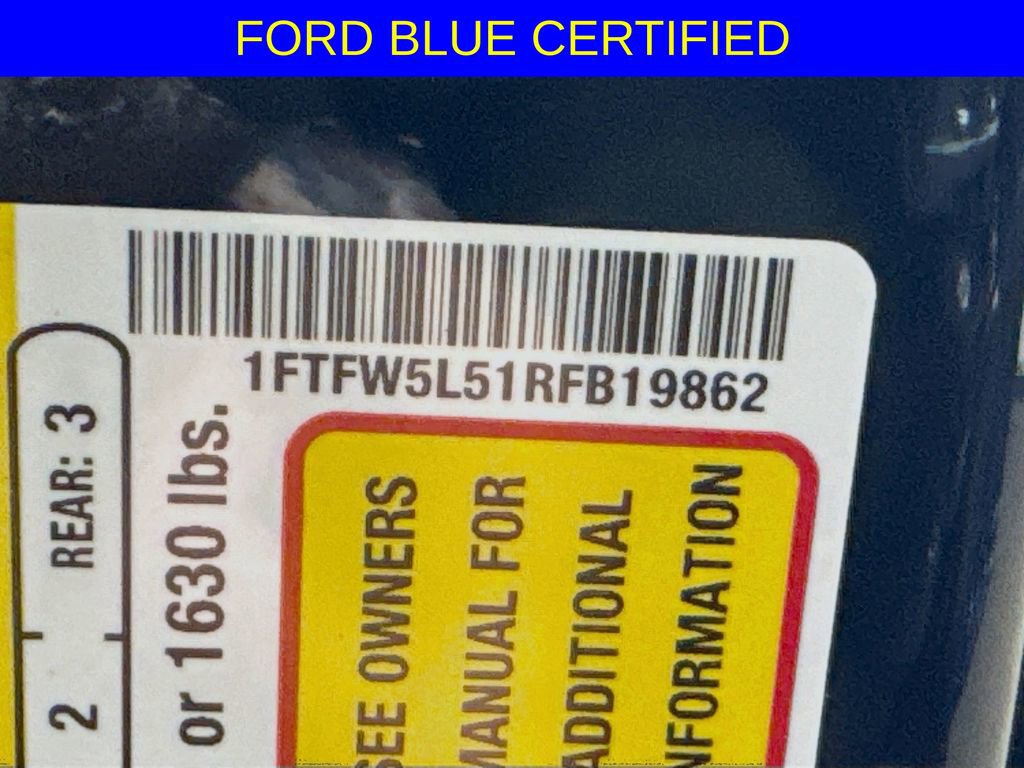 FORD BLUE CERTIFIED
1FTFW5L51RFB19862
REAR: 3
2
or 1630 lbs.
SEE OWNERS
MANUAL FOR
ADDITIONAL
INFORMATION